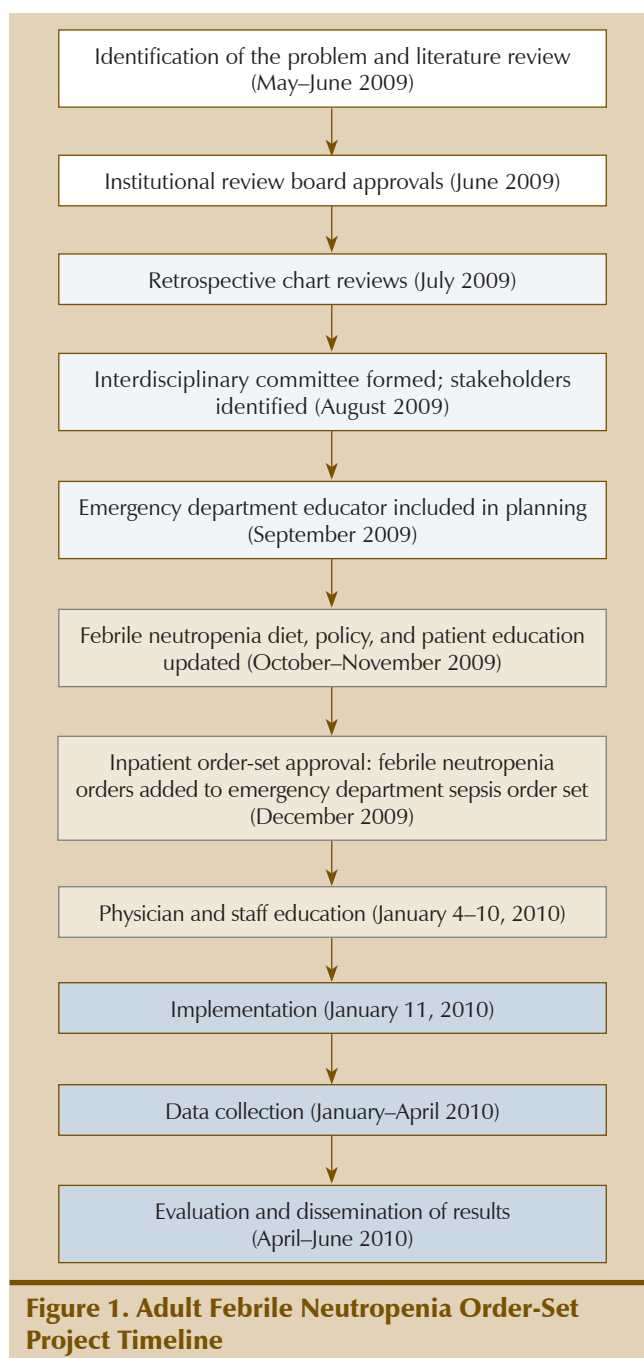 Identification of the problem and literature review
(May–June 2009)
Institutional review board approvals (June 2009)
Retrospective chart reviews (July 2009)
Interdisciplinary committee formed; stakeholders
identified (August 2009)
Emergency department educator included in planning
(September 2009)
Febrile neutropenia diet, policy, and patient education
updated (October–November 2009)
Inpatient order-set approval: febrile neutropenia
orders added to emergency department sepsis order set
(December 2009)
Physician and staff education (January 4–10, 2010)
Implementation (January 11, 2010)
Data collection (January–April 2010)
Evaluation and dissemination of results
(April–June 2010)
Figure 1. Adult Febrile Neutropenia Order-Set
Project Timeline